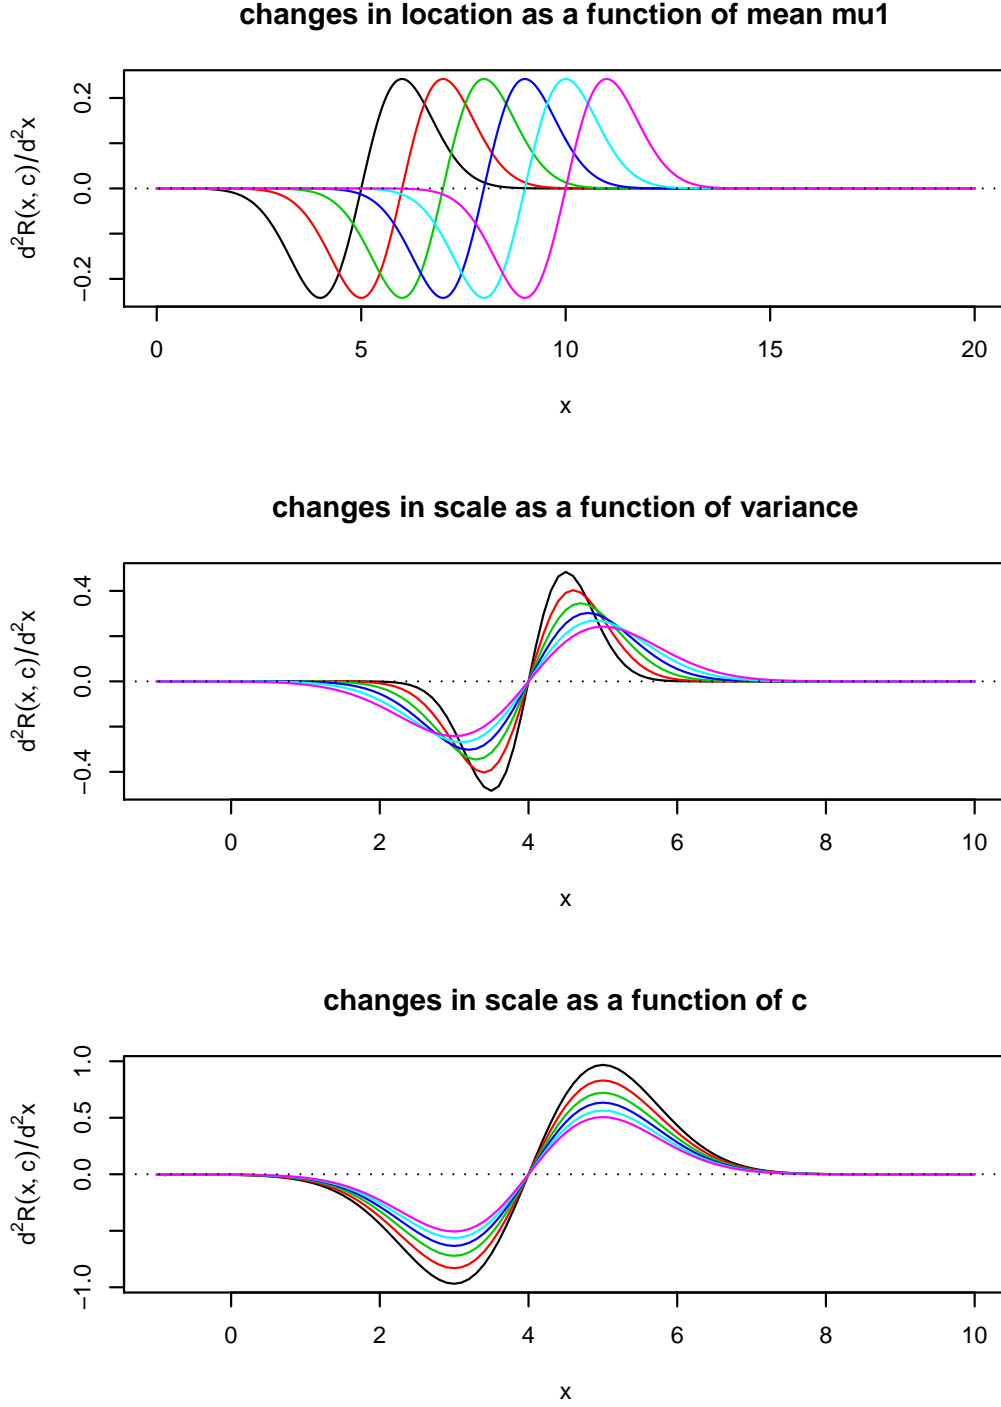 changes in location as a function of mean mu1
d²R(x, c)/d²x
0.2
0.0
−0.2
0 5 10 15 20
x
changes in scale as a function of variance
d²R(x, c)/d²x
0.4
0.0
−0.4
0 2 4 6 8 10
x
changes in scale as a function of c
d²R(x, c)/d²x
1.0
0.5
0.0
−1.0
0 2 4 6 8 10
x